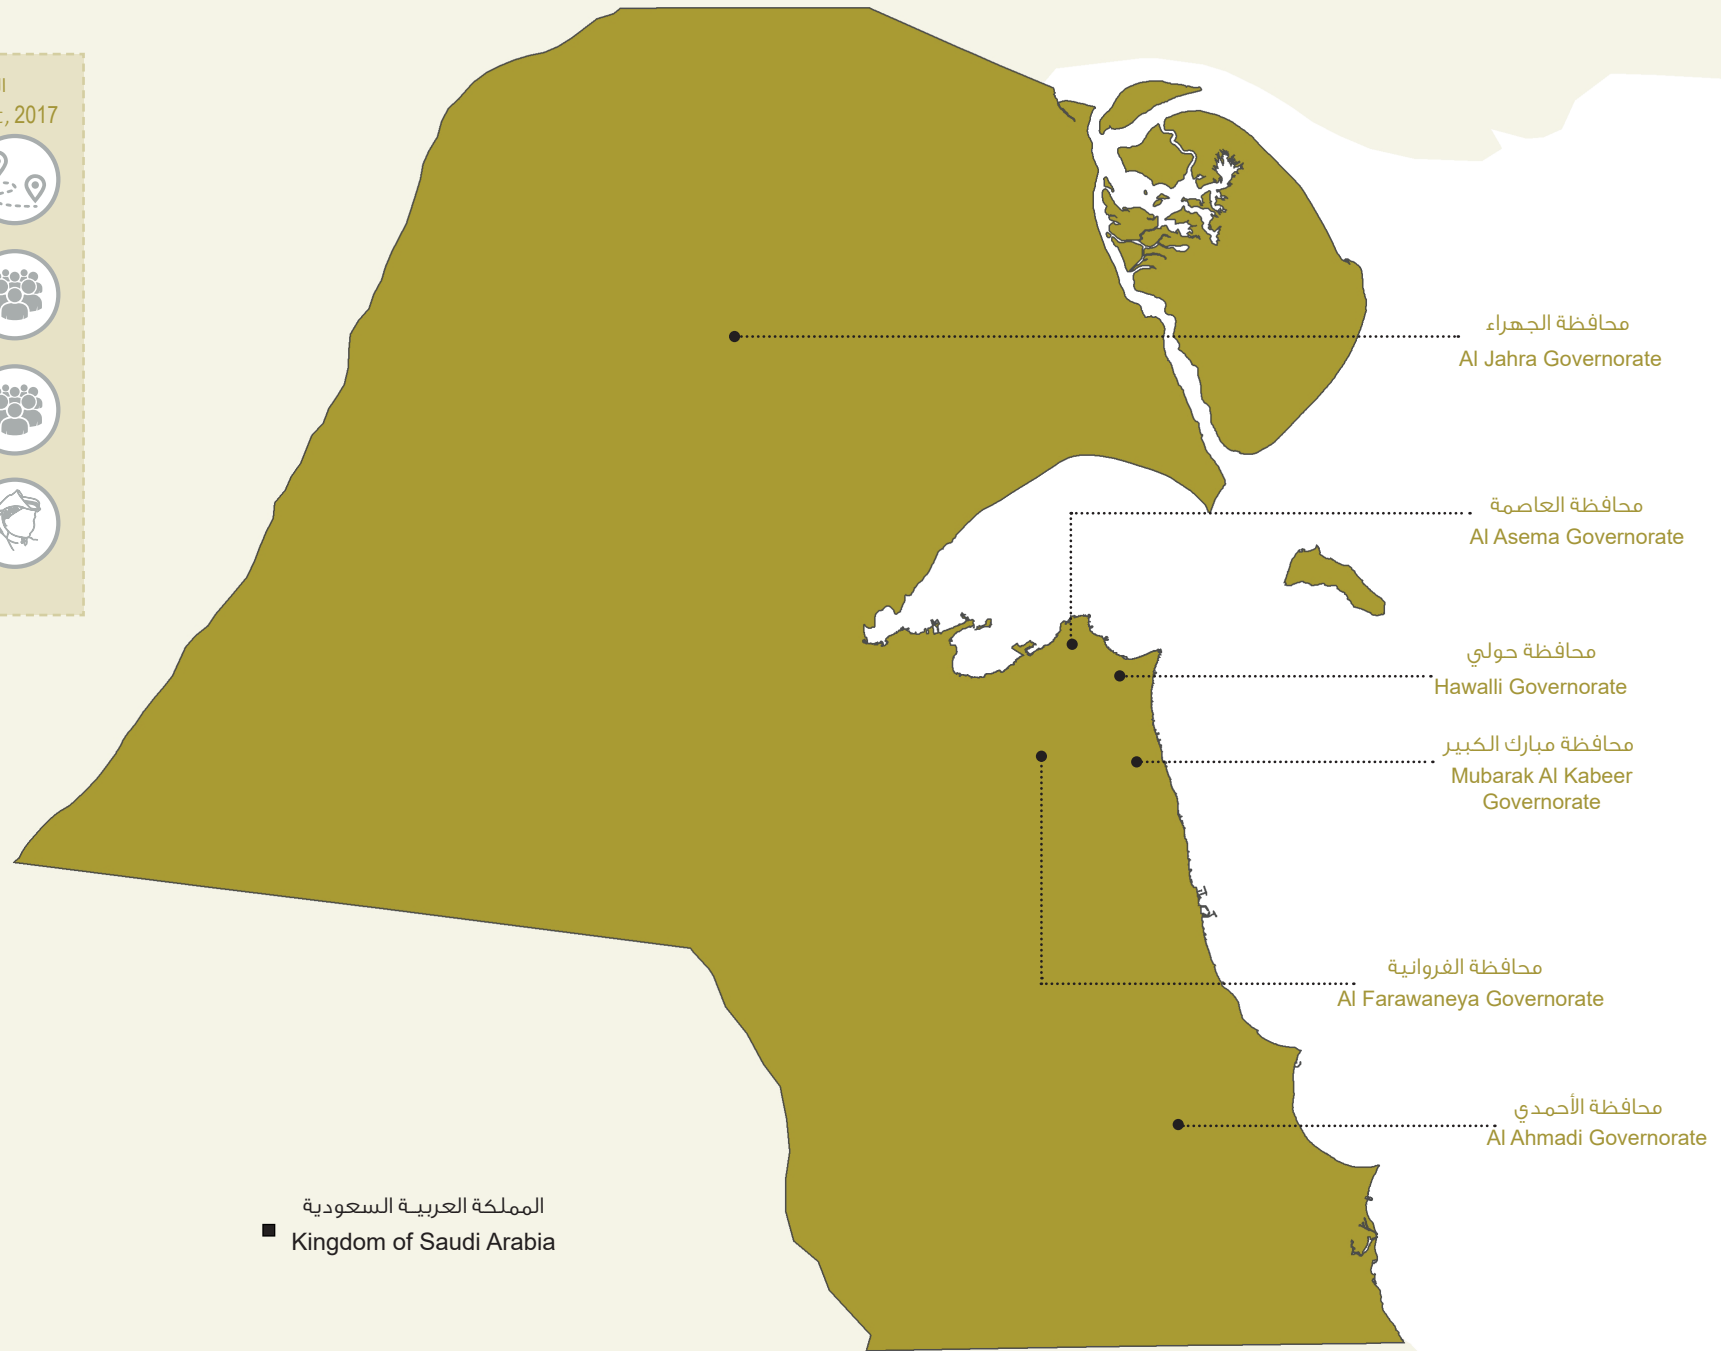 2017
محافظة الجهراء
Al Jahra Governorate
محافظة العاصمة
Al Asema Governorate
محافظة حولي
Hawalli Governorate
محافظة مبارك الكبير
Mubarak Al Kabeer
Governorate
محافظة الفروانية
Al Farawaneya Governorate
محافظة الأحمدي
Al Ahmadi Governorate
المملكة العربية السعودية
Kingdom of Saudi Arabia